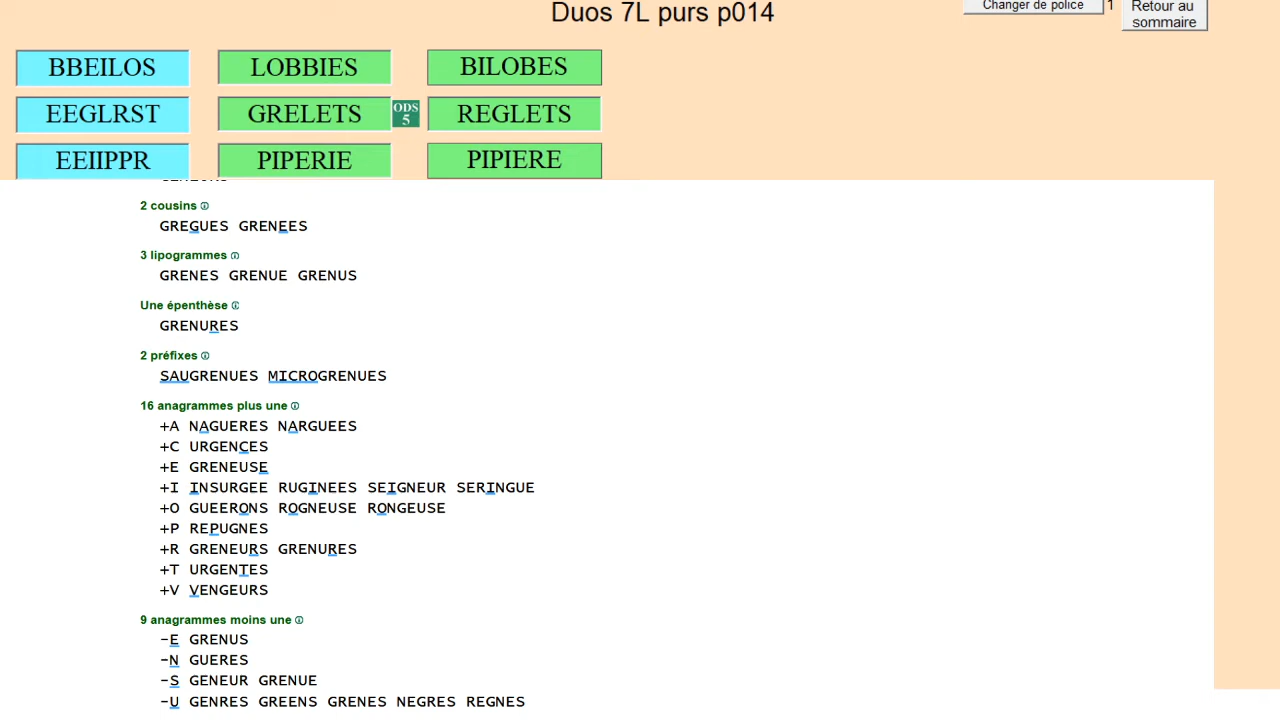 Duos 7L purs p014
Changer de police
1
Retour au
sommaire
BBEILOS LOBBIES BILOBES
EEGLRST GRELETS ODS 5 REGLETS
EEIIPPR PIPERIE PIPIERE
2 cousins
GREGUES GRENEES
3 lipogrammes
GRENES GRENUE GRENUS
Une épenthèse
GRENURES
2 préfixes
SAUGRENUES MICROGRENUES
16 anagrammes plus une
+A NAGUERES NARGUEES
+C URGENCES
+E GRENEUSE
+I INSURGEE RUGINEES SEIGNEUR SERINGUE
+O GUEERONS ROGNEUSE RONGEUSE
+P REPUGNES
+R GRENEURS GRENURES
+T URGENTES
+V VENGEURS
9 anagrammes moins une
-E GRENUS
-N GUERES
-S GENEUR GRENUE
-U GENRES GREENS GRENES NEGRES REGNES